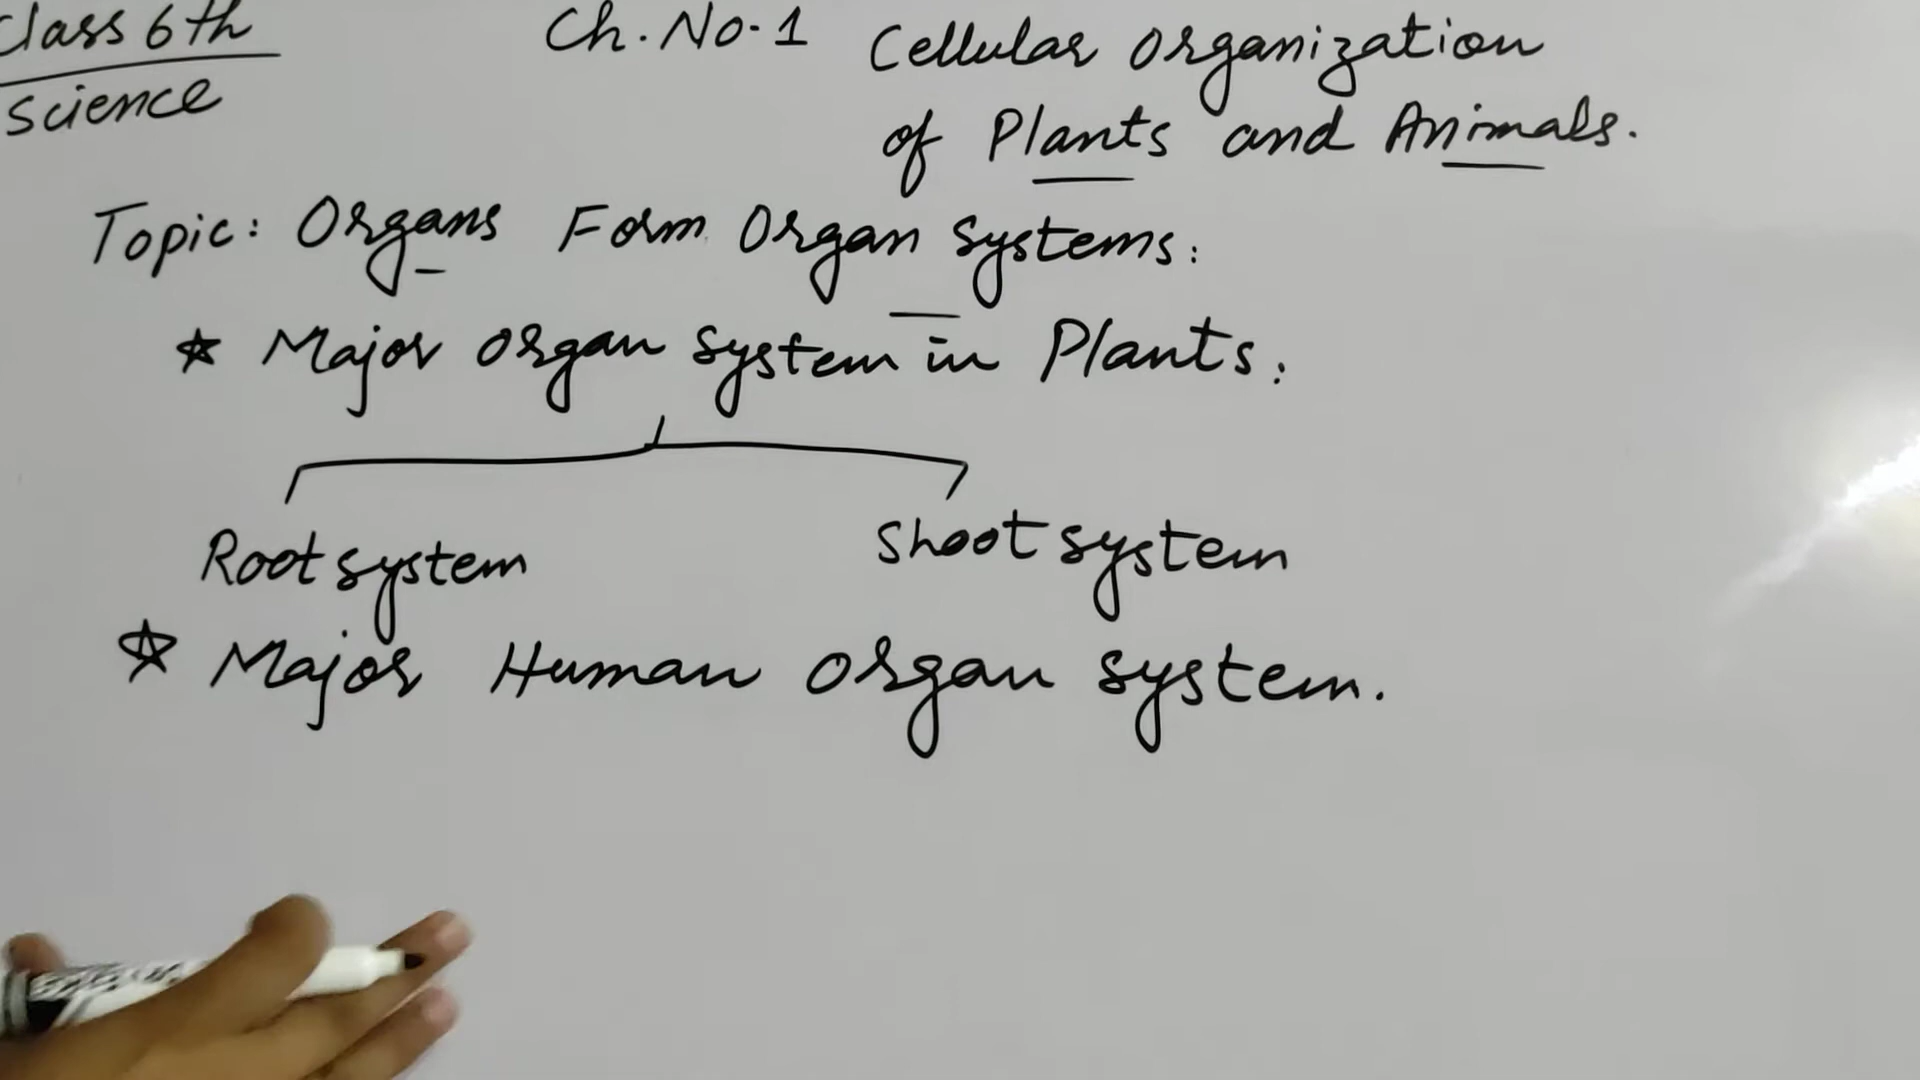 Class 6th
Science
Ch. No. 1 Cellular organization
of Plants and Animals.
Topic: Organs Form Organ Systems:
☆ Major organ system in Plants:
Root system Shoot system
☆ Major Human organ system.